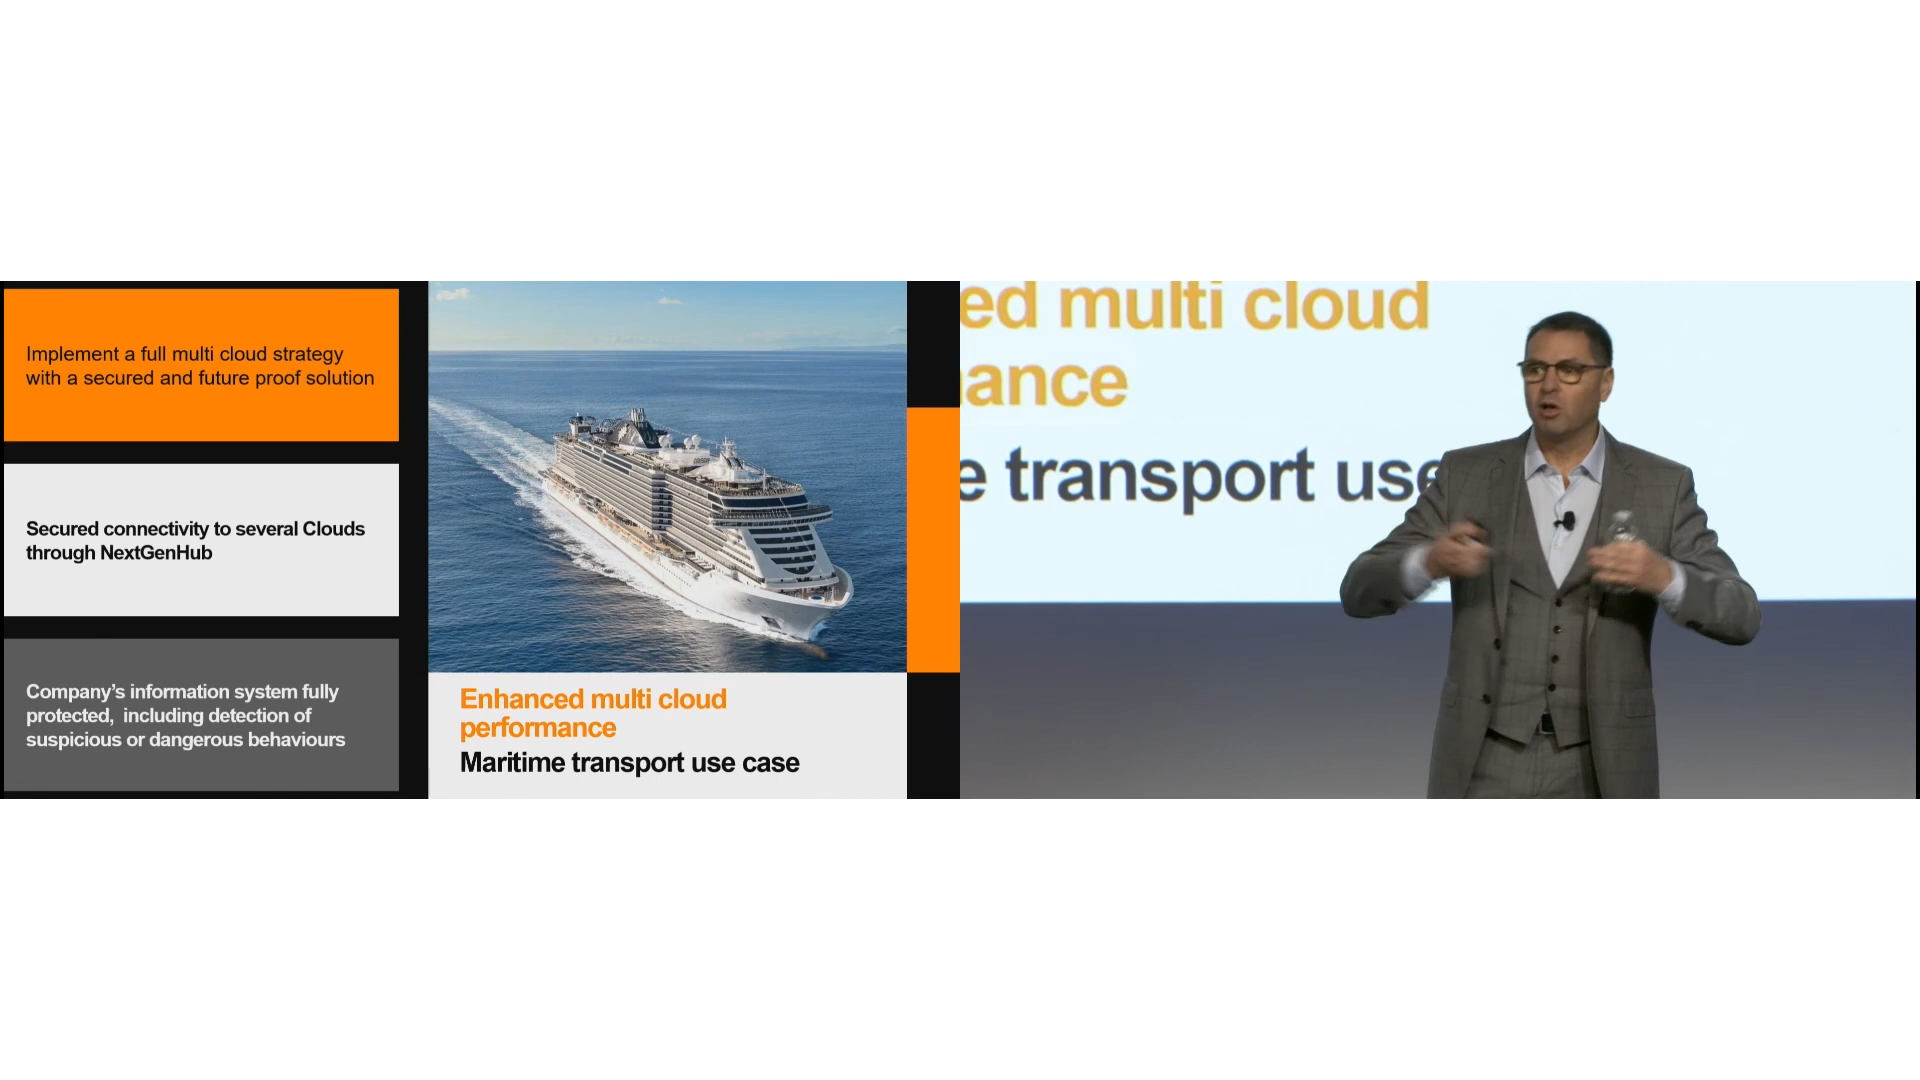 Implement a full multi cloud strategy
with a secured and future proof solution
Secured connectivity to several Clouds
through NextGenHub
Company’s information system fully
protected,  including detection of
suspicious or dangerous behaviours
Enhanced multi cloud
performance
Maritime transport use case
ed multi cloud
ance
e transport use